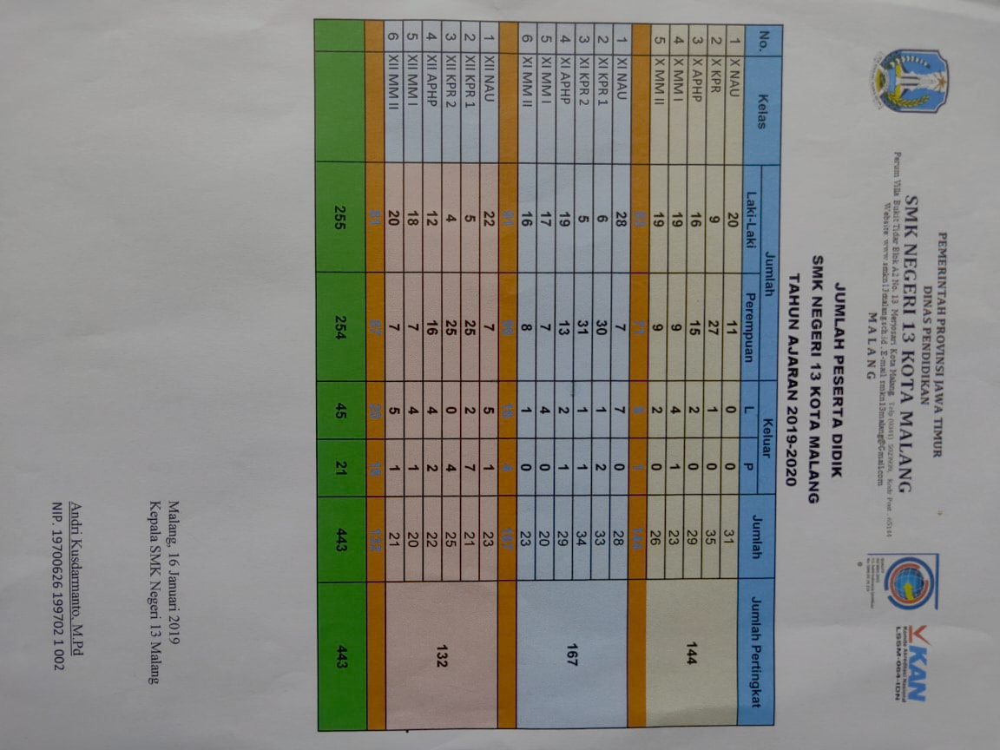 PEMERINTAH PROVINSI JAWA TIMUR
DINAS PENDIDIKAN
SMK NEGERI 13 KOTA MALANG
Perum Villa Bukit Tidar Blok A2 No. 13 Merjosari Kota Malang
Website: www.smkn13malang.sch.id . E-mail smkn13malang@Gmail.com
MALANG
KAN
Komite Akreditasi Nasional
LSSM-064-IDN
JUMLAH PESERTA DIDIK
SMK NEGERI 13 KOTA MALANG
TAHUN AJARAN 2019-2020
No. Kelas Jumlah Keluar Jumlah Jumlah Pertingkat
Laki-Laki Perempuan L P
1 X NAU 20 11 0 0 31
2 X KPR 9 27 1 0 35
3 X APHP 16 15 2 0 29 144
4 X MM I 19 9 4 1 23
5 X MM II 19 9 2 0 26
83 71 9 1 144
1 XI NAU 28 7 7 0 28
2 XI KPR 1 6 30 1 2 33
3 XI KPR 2 5 31 1 1 34
4 XI APHP 19 13 2 1 29 167
5 XI MM I 17 7 4 0 20
6 XI MM II 16 8 1 0 23
91 96 16 4 167
1 XII NAU 22 7 5 1 23
2 XII KPR 1 5 25 2 7 21
3 XII KPR 2 4 25 0 4 25
4 XII APHP 12 16 4 2 22 132
5 XII MM I 18 7 4 1 20
6 XII MM II 20 7 5 1 21
81 87 20 16 132
255 254 45 21 443 443
Malang, 16 Januari 2019
Kepala SMK Negeri 13 Malang
Andri Kusdarmanto, M.Pd
NIP. 19700626 199702 1 002